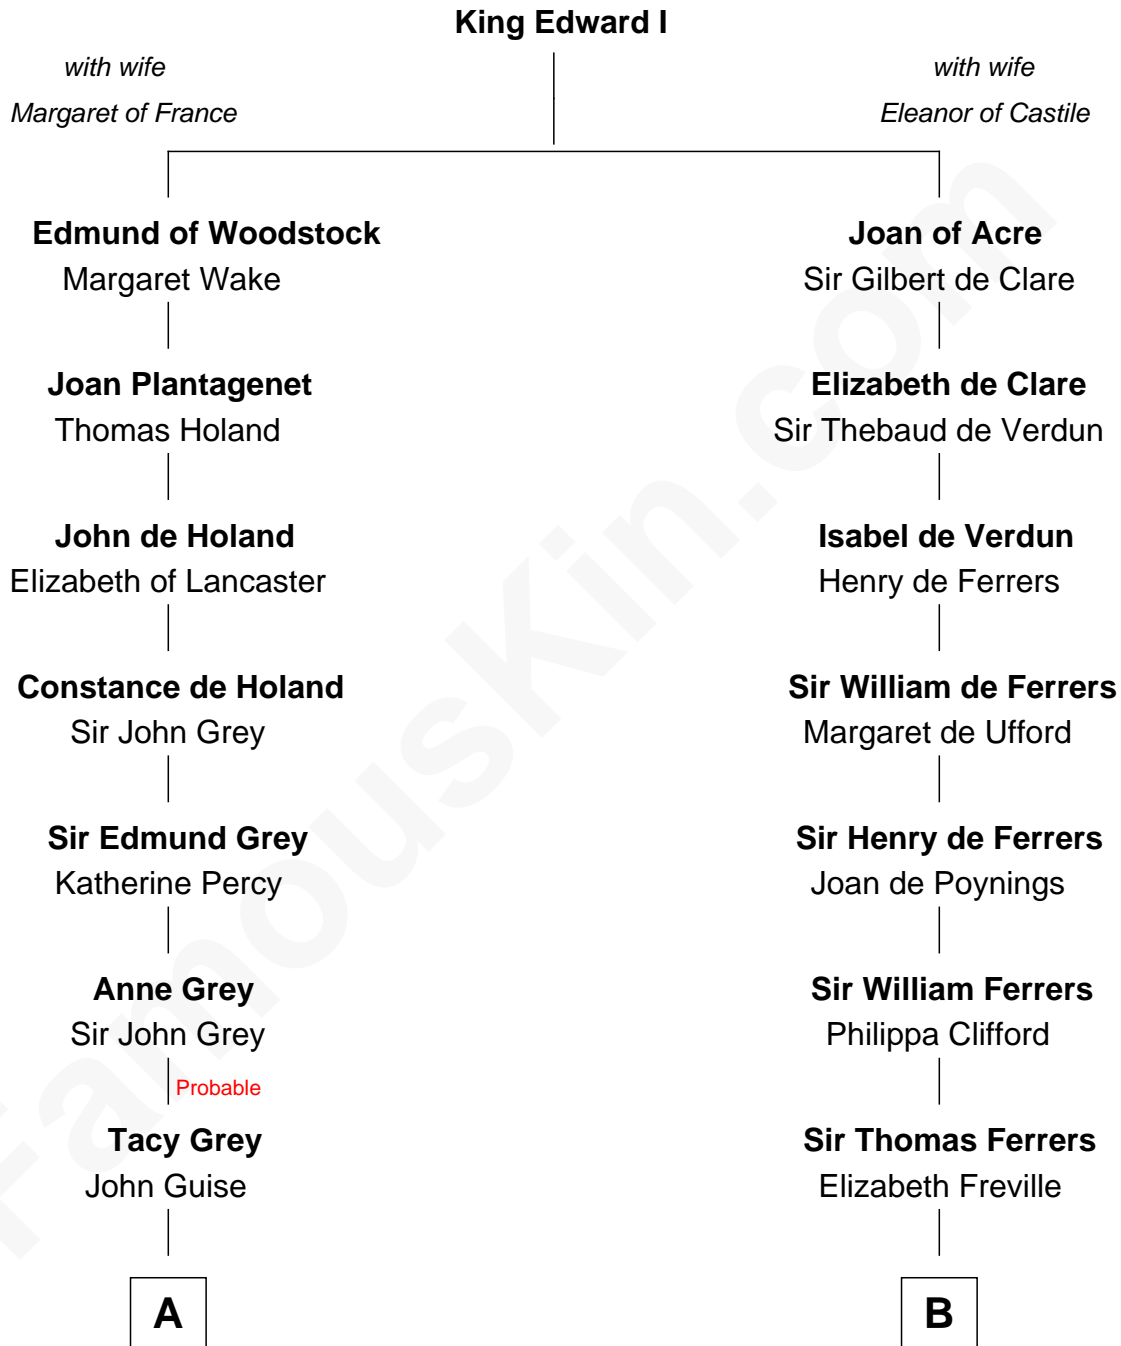 King Edward I
with wife
Margaret of France
with wife
Eleanor of Castile
Edmund of Woodstock
Margaret Wake
Joan of Acre
Sir Gilbert de Clare
Joan Plantagenet
Thomas Holand
Elizabeth de Clare
Sir Thebaud de Verdun
John de Holand
Elizabeth of Lancaster
Isabel de Verdun
Henry de Ferrers
Constance de Holand
Sir John Grey
Sir William de Ferrers
Margaret de Ufford
Sir Edmund Grey
Katherine Percy
Sir Henry de Ferrers
Joan de Poynings
Anne Grey
Sir John Grey
Probable
Sir William Ferrers
Philippa Clifford
Tacy Grey
John Guise
Sir Thomas Ferrers
Elizabeth Freville
A
B
FamousKin.com